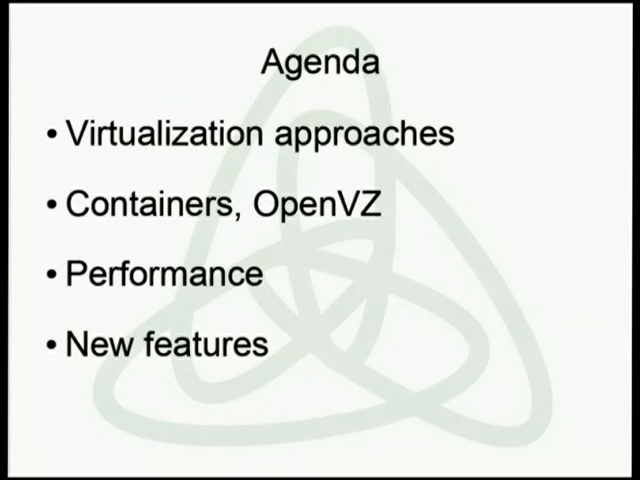 Agenda
• Virtualization approaches
• Containers, OpenVZ
• Performance
• New features